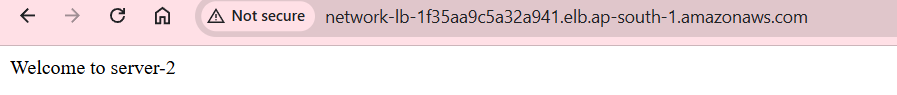 Not secure network-lb-1f35aa9c5a32a941.elb.ap-south-1.amazonaws.com
Welcome to server-2